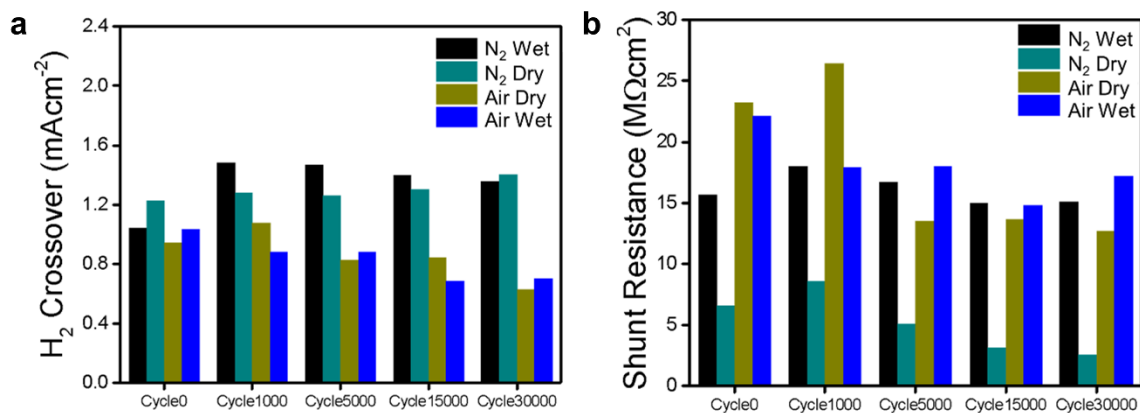 a
H₂ Crossover (mAcm⁻²)
2.4
2.0
1.6
1.2
0.8
0.4
0.0
N₂ Wet
N₂ Dry
Air Dry
Air Wet
Cycle0 Cycle1000 Cycle5000 Cycle15000 Cycle30000
b
Shunt Resistance (MΩcm²)
30
25
20
15
10
5
0
N₂ Wet
N₂ Dry
Air Dry
Air Wet
Cycle0 Cycle1000 Cycle5000 Cycle15000 Cycle30000